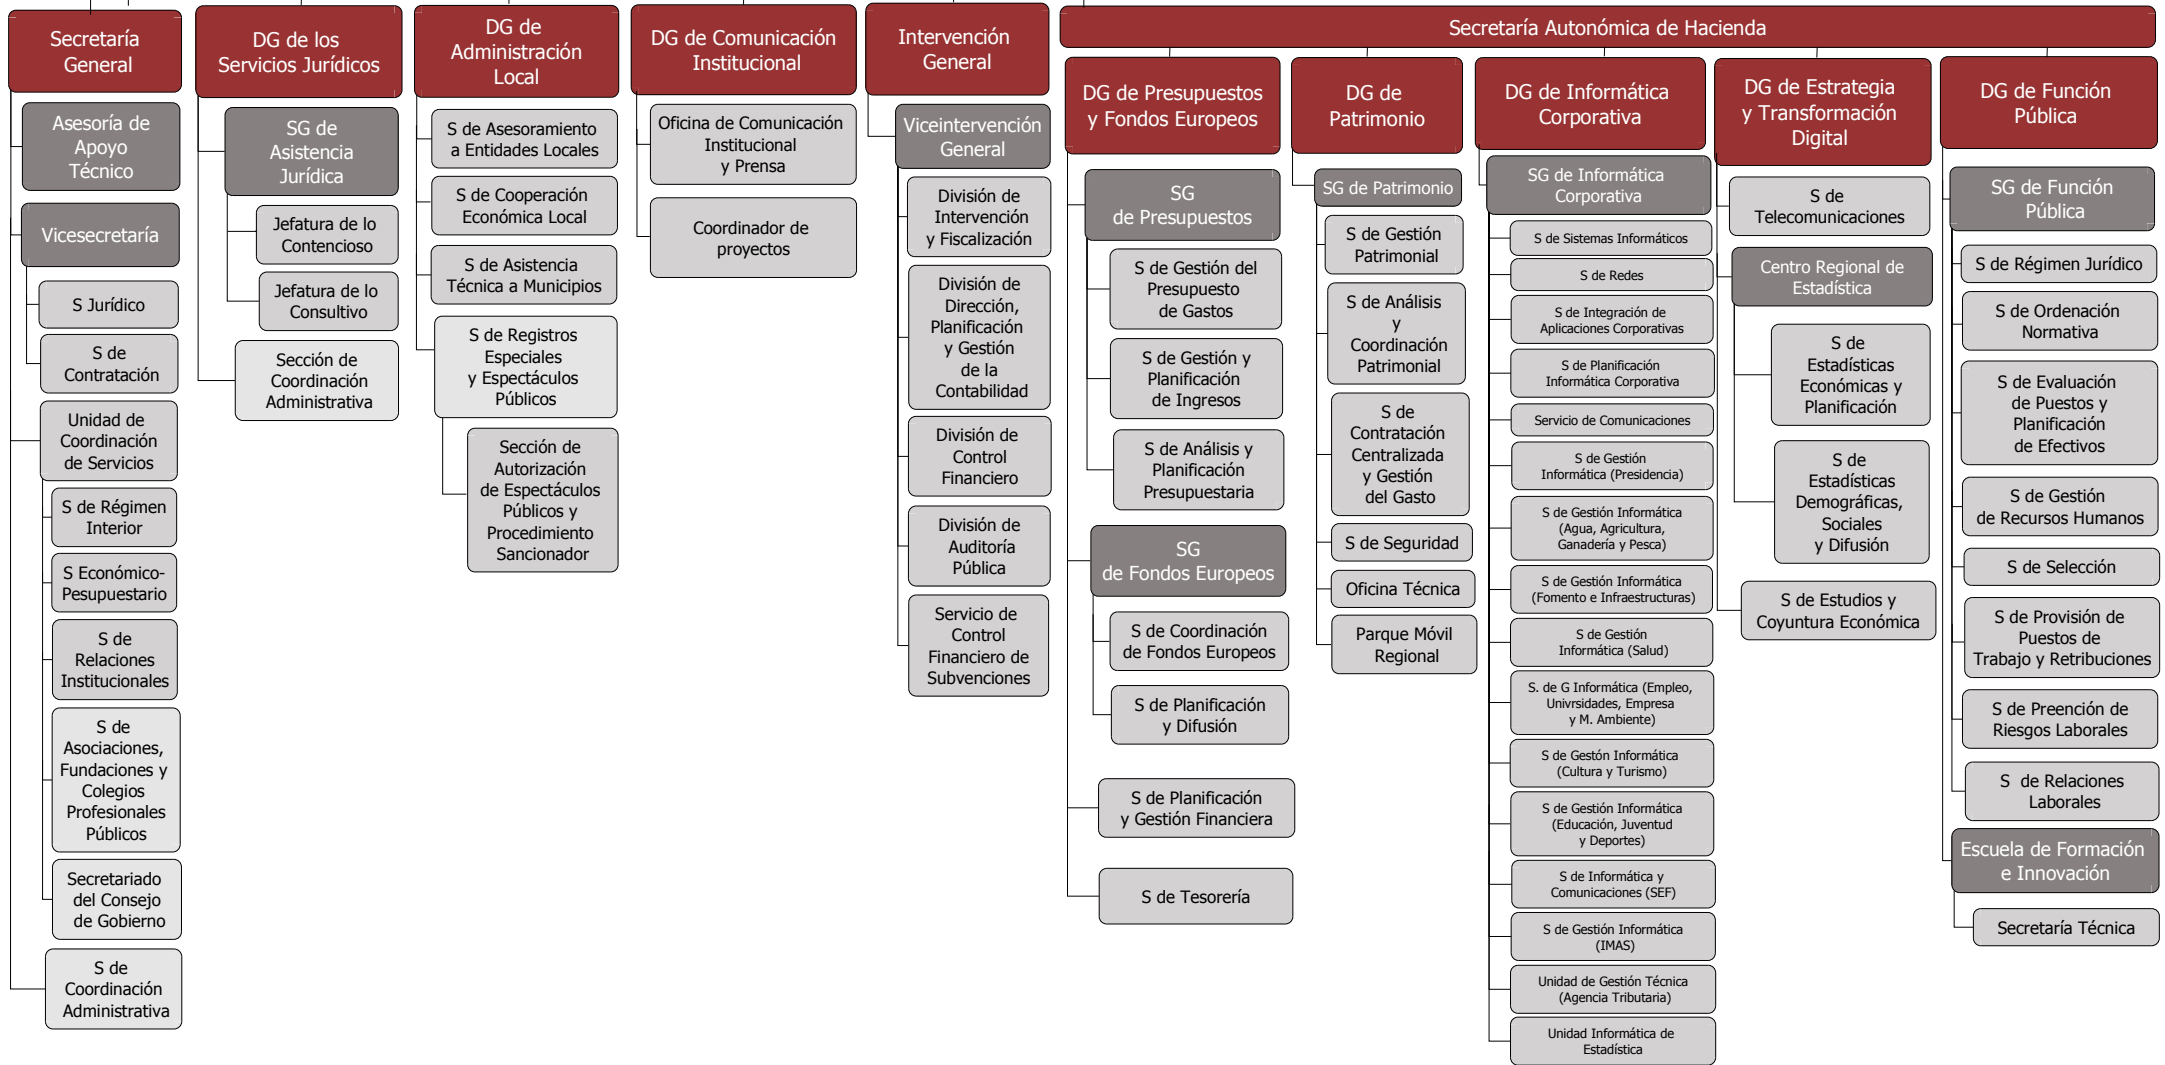 Secretaría
General
Asesoría de
Apoyo
Técnico
Vicesecretaría
S Jurídico
S de
Contratación
Unidad de
Coordinación
de Servicios
S de Régimen
Interior
S Económico-
Pesupuestario
S de
Relaciones
Institucionales
S de
Asociaciones,
Fundaciones y
Colegios
Profesionales
Públicos
Secretariado
del Consejo
de Gobierno
S de
Coordinación
Administrativa
DG de los
Servicios Jurídicos
SG de
Asistencia
Jurídica
Jefatura de lo
Contencioso
Jefatura de lo
Consultivo
Sección de
Coordinación
Administrativa
DG de
Administración
Local
S de Asesoramiento
a Entidades Locales
S de Cooperación
Económica Local
S de Asistencia
Técnica a Municipios
S de Registros
Especiales
y Espectáculos
Públicos
Sección de
Autorización
de Espectáculos
Públicos y
Procedimiento
Sancionador
DG de Comunicación
Institucional
Oficina de Comunicación
Institucional
y Prensa
Coordinador de
proyectos
Intervención
General
Viceintervención
General
División de
Intervención
y Fiscalización
División de
Dirección,
Planificación
y Gestión
de la
Contabilidad
División de
Control
Financiero
División de
Auditoría
Pública
Servicio de
Control
Financiero de
Subvenciones
Secretaría Autonómica de Hacienda
DG de Presupuestos
y Fondos Europeos
SG
de Presupuestos
S de Gestión del
Presupuesto
de Gastos
S de Gestión y
Planificación
de Ingresos
S de Análisis y
Planificación
Presupuestaria
SG
de Fondos Europeos
S de Coordinación
de Fondos Europeos
S de Planificación
y Difusión
S de Planificación
y Gestión Financiera
S de Tesorería
DG de
Patrimonio
SG de Patrimonio
S de Gestión
Patrimonial
S de Análisis
y
Coordinación
Patrimonial
S de
Contratación
Centralizada
y Gestión
del Gasto
S de Seguridad
Oficina Técnica
Parque Móvil
Regional
DG de Informática
Corporativa
SG de Informática
Corporativa
S de Sistemas Informáticos
S de Redes
S de Integración de
Aplicaciones Corporativas
S de Planificación
Informática Corporativa
Servicio de Comunicaciones
S de Gestión
Informática (Presidencia)
S de Gestión Informática
(Agua, Agricultura,
Ganadería y Pesca)
S de Gestión Informática
(Fomento e Infraestructuras)
S de Gestión
Informática (Salud)
S. de G Informática (Empleo,
Univrsidades, Empresa
y M. Ambiente)
S de Gestón Informática
(Cultura y Turismo)
S de Gestión Informática
(Educación, Juventud
y Deportes)
S de Informática y
Comunicaciones (SEF)
S de Gestión Informática
(IMAS)
Unidad de Gestión Técnica
(Agencia Tributaria)
Unidad Informática de
Estadística
DG de Estrategia
y Transformación
Digital
S de
Telecomunicaciones
Centro Regional de
Estadística
S de
Estadísticas
Económicas y
Planificación
S de
Estadísticas
Demográficas,
Sociales
y Difusión
S de Estudios y
Coyuntura Económica
DG de Función
Pública
SG de Función
Pública
S de Régimen Jurídico
S de Ordenación
Normativa
S de Evaluación
de Puestos y
Planificación
de Efectivos
S de Gestión
de Recursos Humanos
S de Selección
S de Provisión de
Puestos de
Trabajo y Retribuciones
S de Preención de
Riesgos Laborales
S de Relaciones
Laborales
Escuela de Formación
e Innovación
Secretaría Técnica